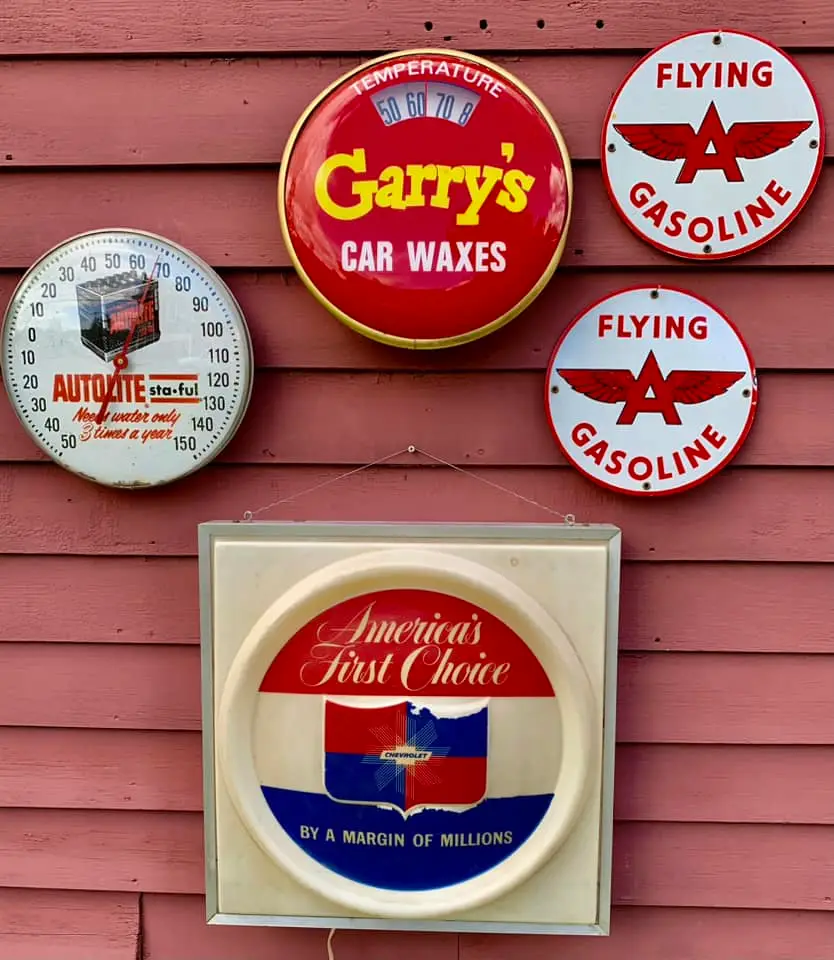 TEMPERATURE
50 60 70 8
Garry's
CAR WAXES
FLYING
A
GASOLINE
FLYING
A
GASOLINE
50 40 30 20 10 0 10 20 30 40 50 60 70 80 90 100 110 120 130 140 150
AUTOLITE
AUTOLITE sta-ful
Needs water only
3 times a year
America's
First Choice
CHEVROLET
BY A MARGIN OF MILLIONS